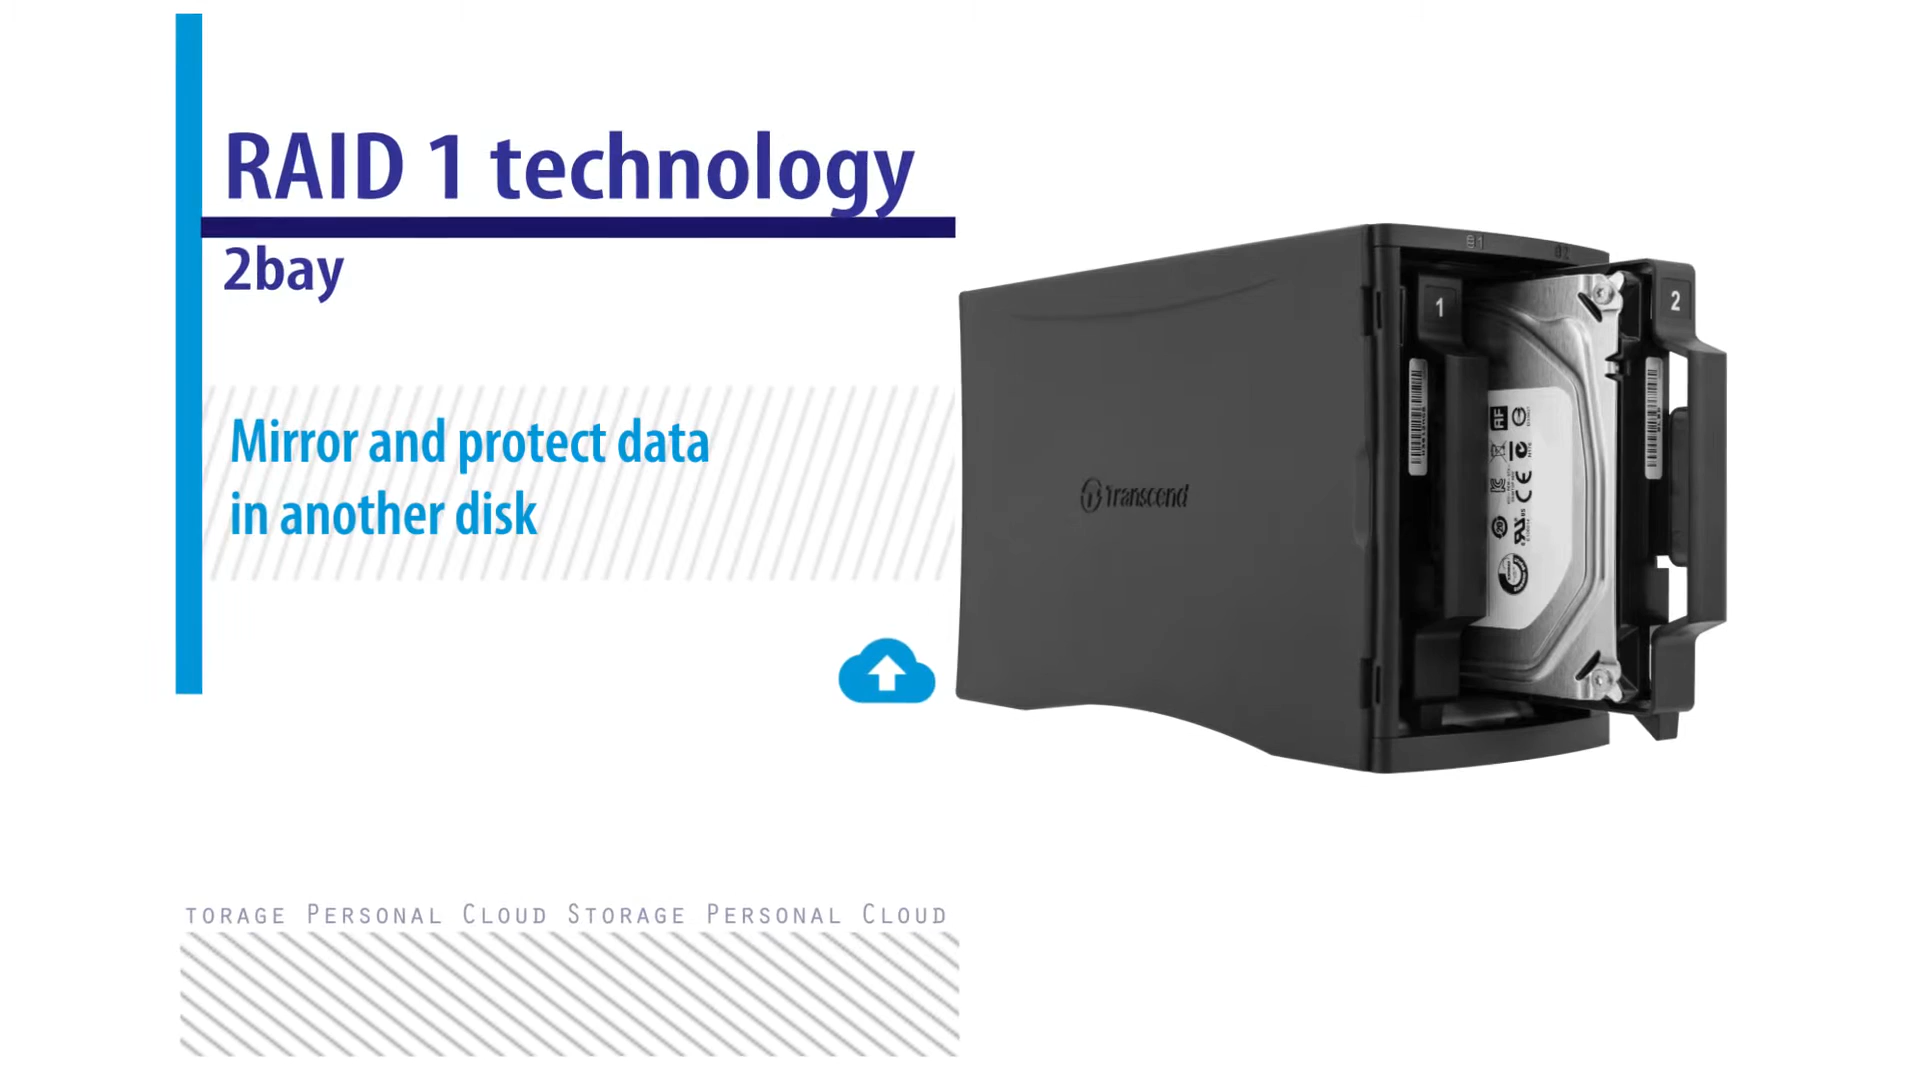 RAID 1 technology
2bay
Mirror and protect data
in another disk
Transcend
1
2
TORAGE PERSONAL CLOUD STORAGE PERSONAL CLOUD